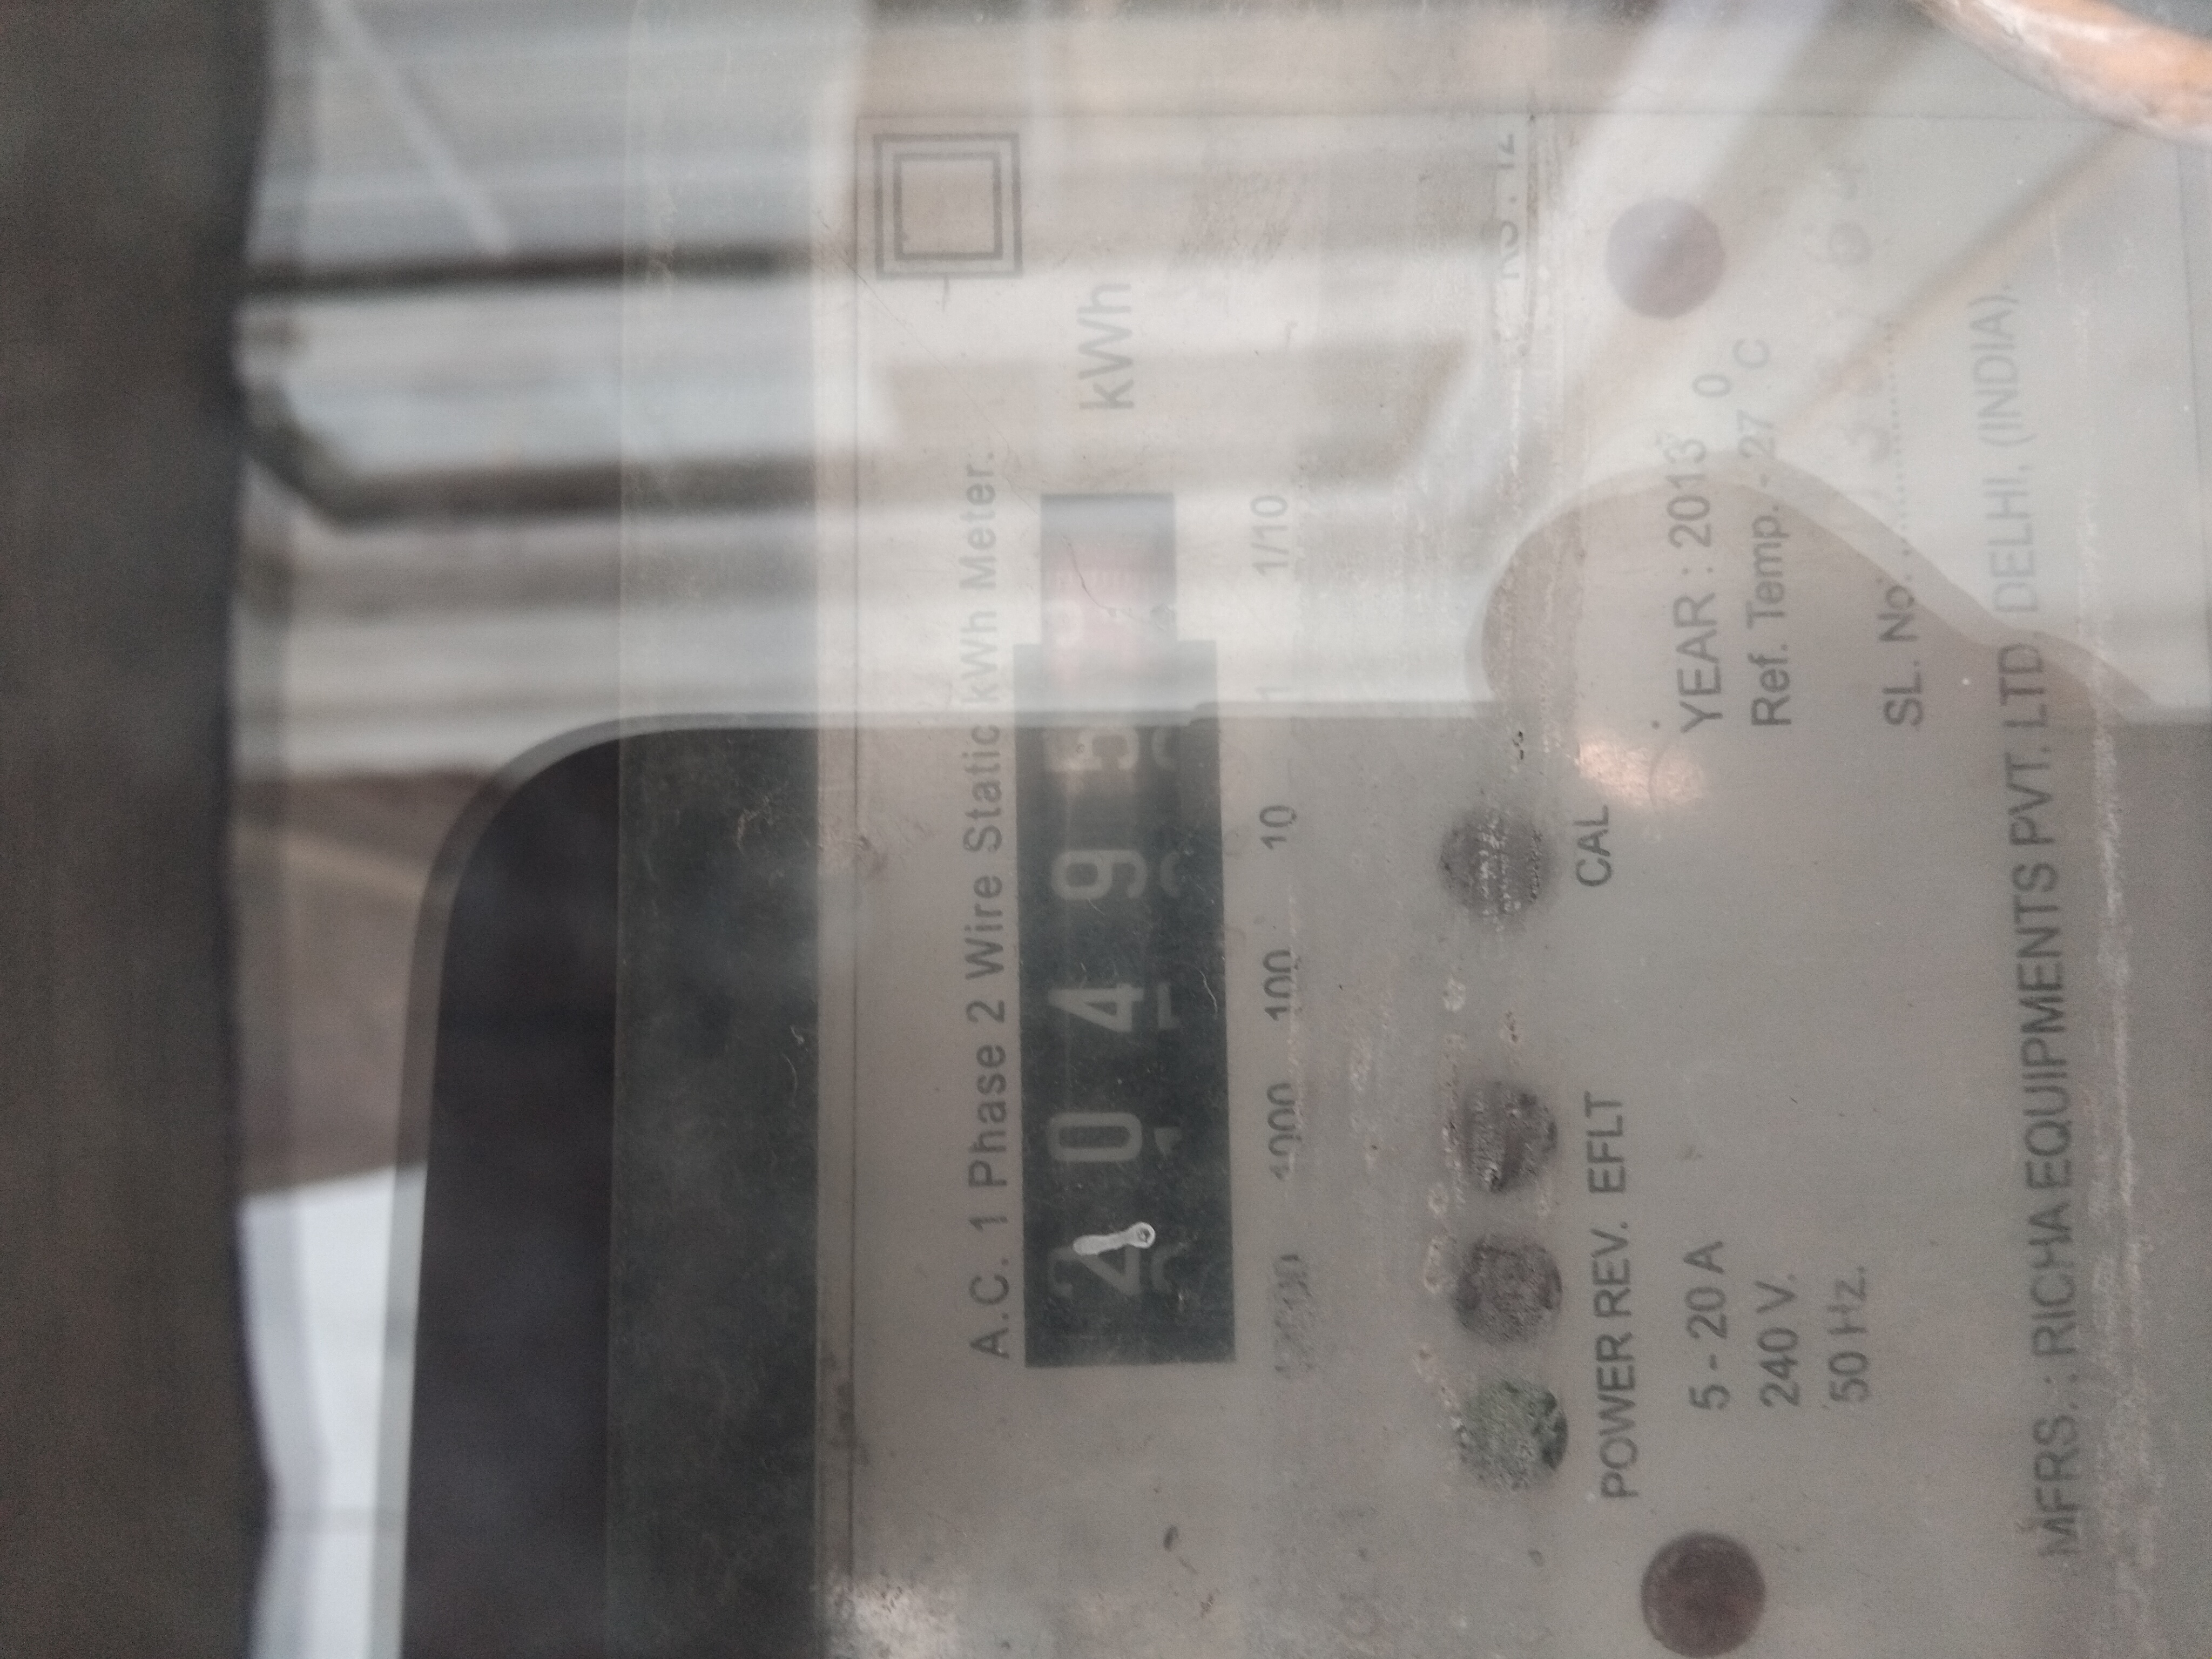 A.C. 1 Phase 2 Wire Static kWh Meter.
2 0 4 9 5
kWh
1000 100 10 1 1/10
CAL
POWER REV. EFLT
5 - 20 A
240 V.
50 Hz.
YEAR : 2013
Ref. Temp. - 27 °C
SL. No.
MFRS. : RICHA EQUIPMENTS PVT. LTD. DELHI, (INDIA).